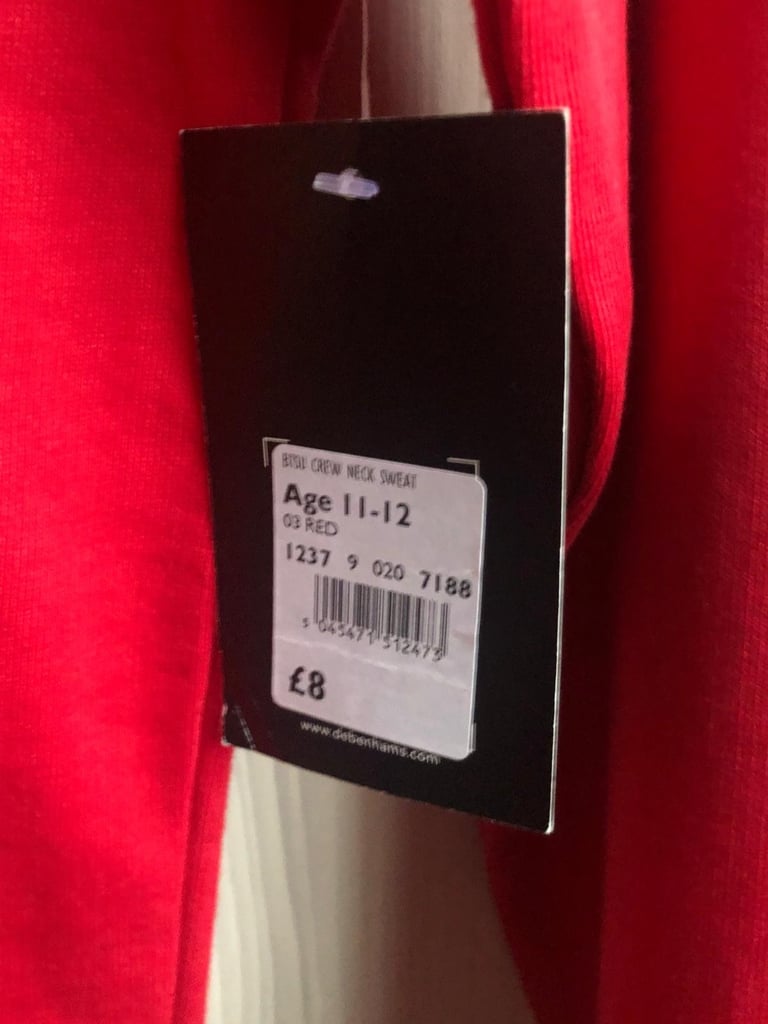 BTSU CREW NECK SWEAT
Age 11-12
03 RED
1237 9 020 7188
5 045471 512473
£8
www.debenhams.com